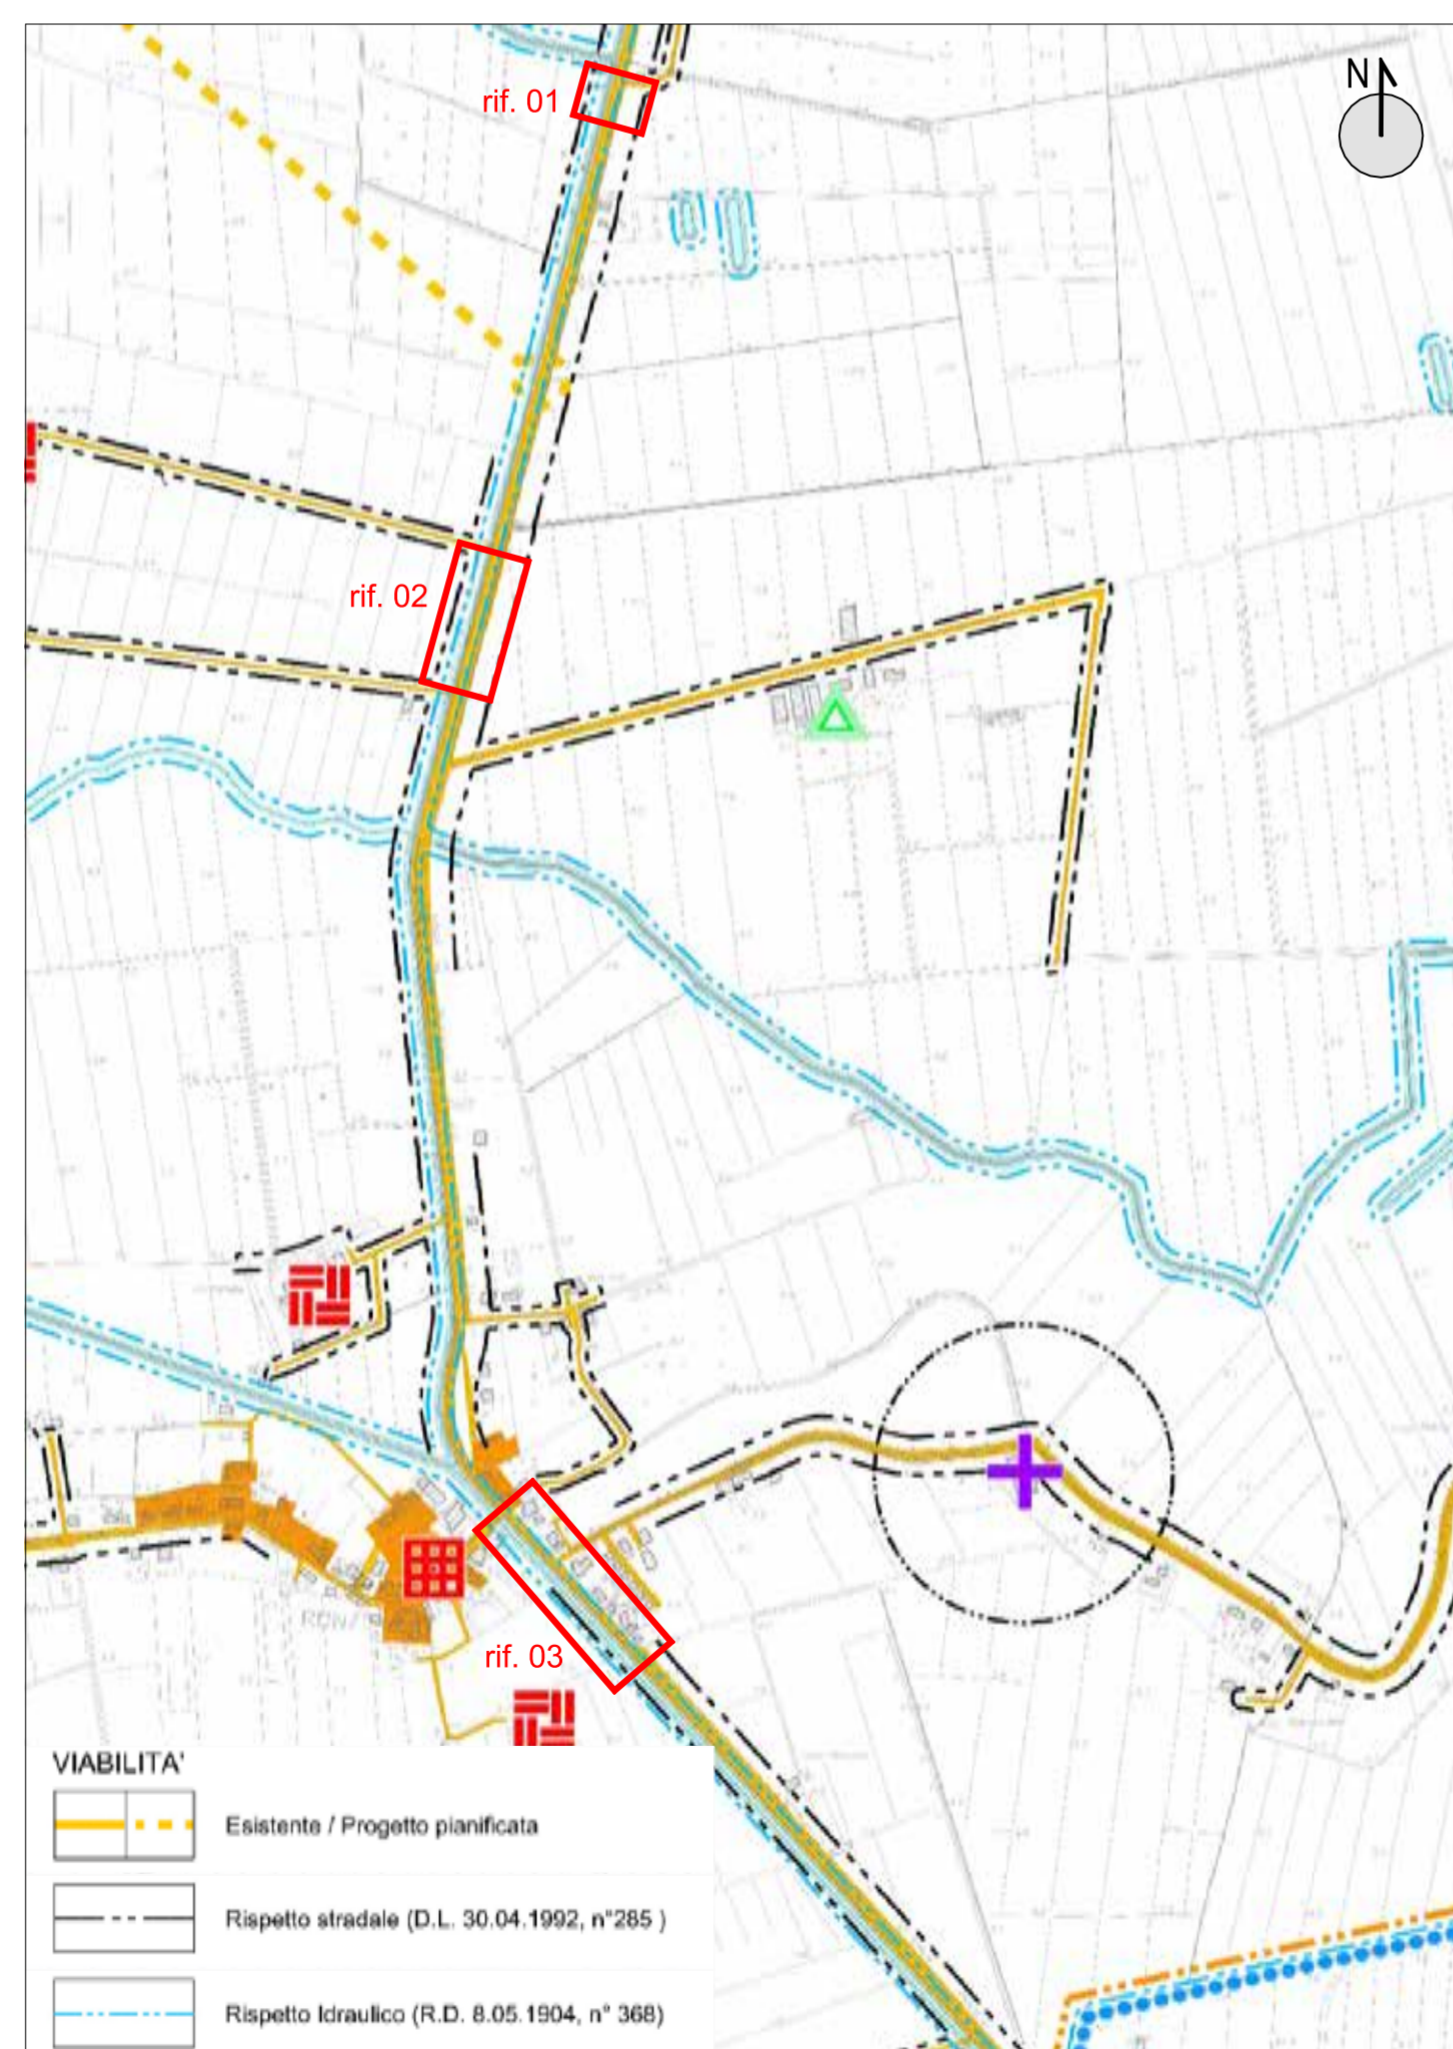 N
rif. 01
rif. 02
rif. 03
VIABILITA'
Esistente / Progetto pianificata
Rispetto stradale (D.L. 30.04.1992, n°285 )
Rispetto Idraulico (R.D. 8.05.1904, n° 368)